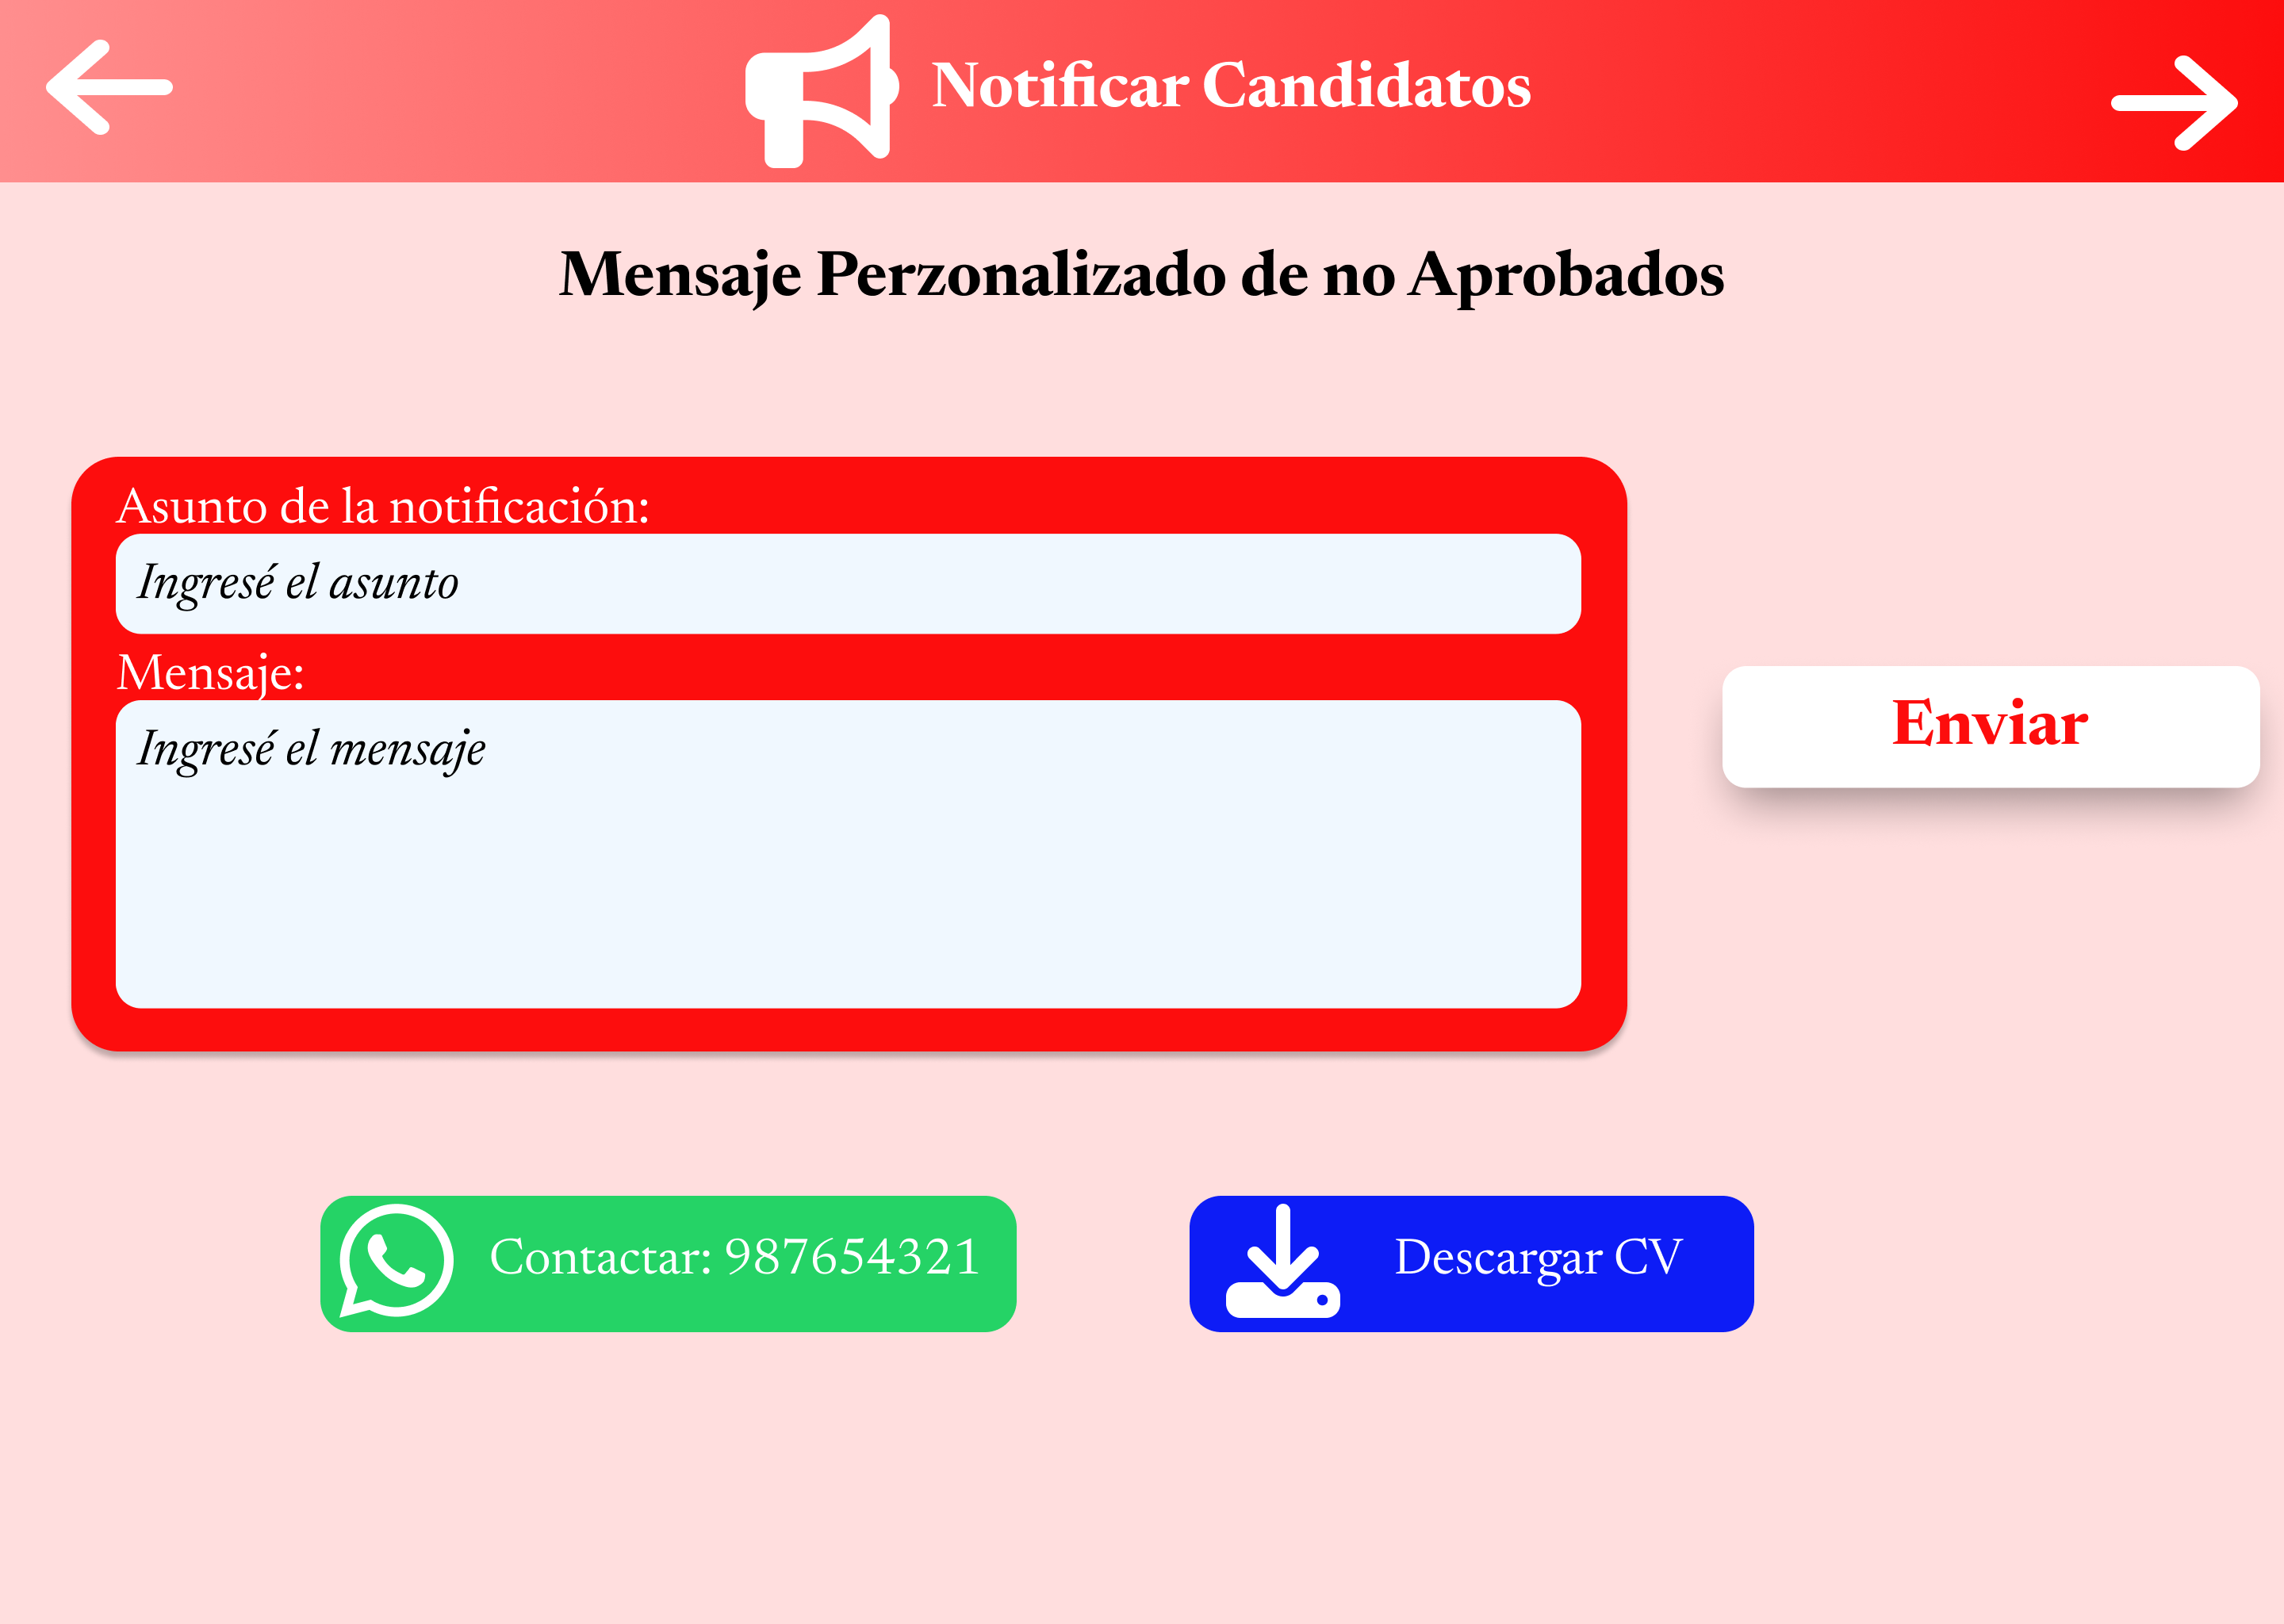 Notificar Candidatos
Mensaje Perzonalizado de no Aprobados
Asunto de la notificación:
Ingresé el asunto
Mensaje:
Ingresé el mensaje
Enviar
Contactar: 987654321
Descargar CV